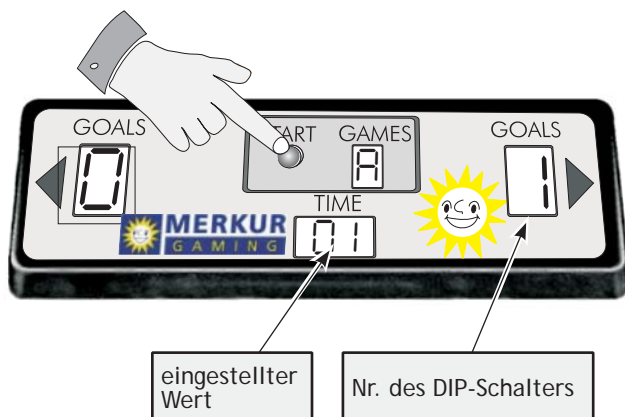 GOALS
START GAMES
GOALS
0
A
1
TIME
MERKUR
GAMING
01
eingestellter
Wert
Nr. des DIP-Schalters